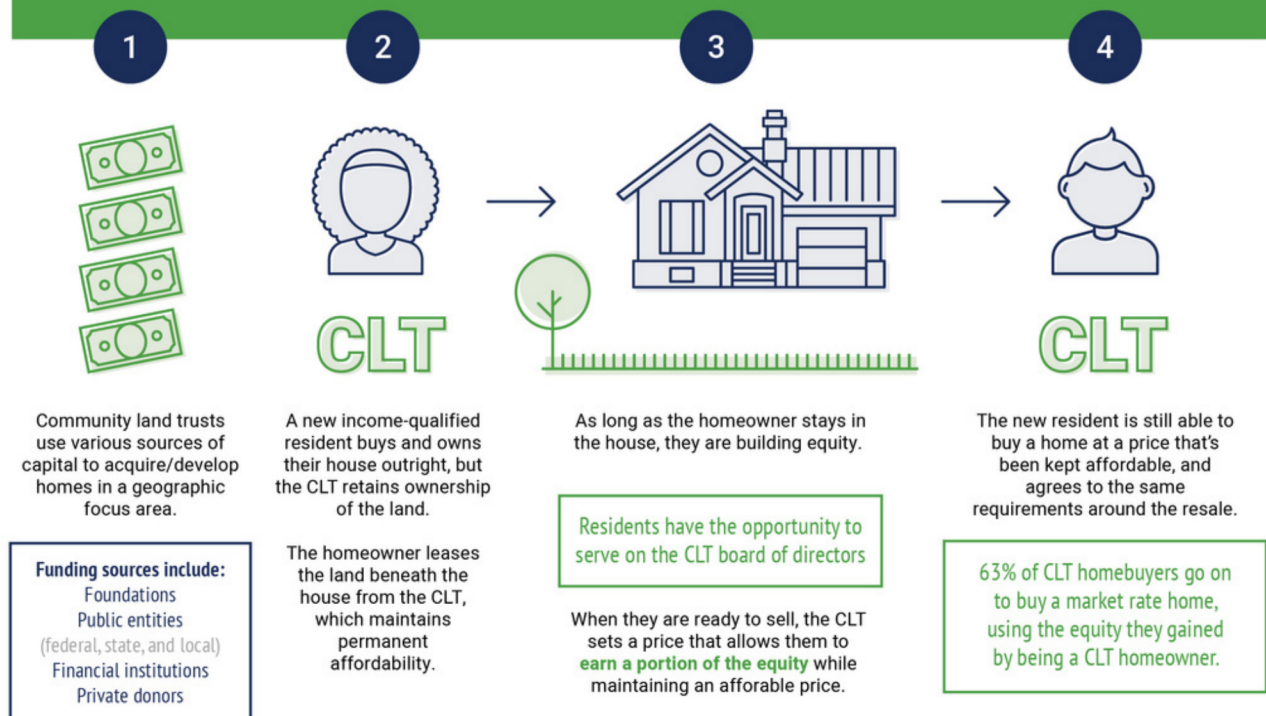 1
Community land trusts
use various sources of
capital to acquire/develop
homes in a geographic
focus area.
Funding sources include:
Foundations
Public entities
(federal, state, and local)
Financial institutions
Private donors
2
CLT
A new income-qualified
resident buys and owns
their house outright, but
the CLT retains ownership
of the land.
The homeowner leases
the land beneath the
house from the CLT,
which maintains
permanent
affordability.
3
As long as the homeowner stays in
the house, they are building equity.
Residents have the opportunity to
serve on the CLT board of directors
When they are ready to sell, the CLT
sets a price that allows them to
earn a portion of the equity while
maintaining an afforable price.
4
CLT
The new resident is still able to
buy a home at a price that's
been kept affordable, and
agrees to the same
requirements around the resale.
63% of CLT homebuyers go on
to buy a market rate home,
using the equity they gained
by being a CLT homeowner.